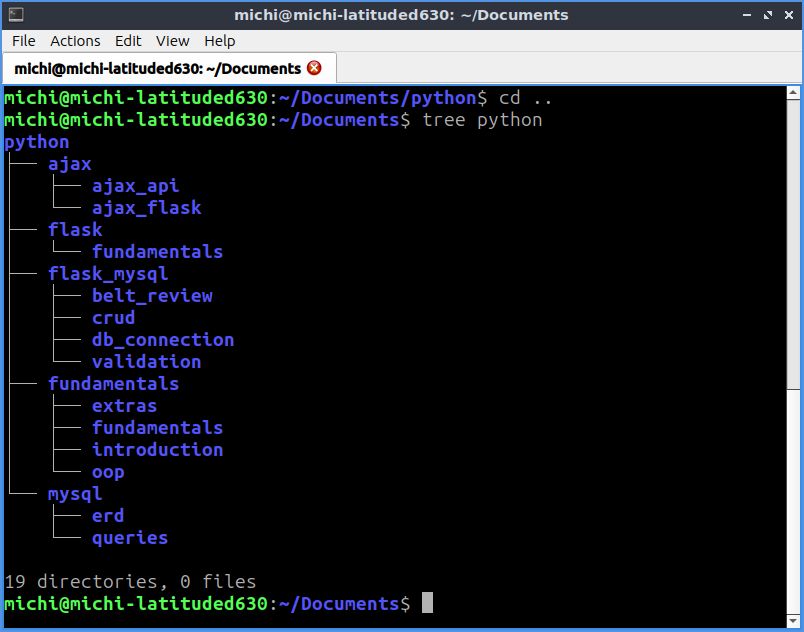 michi@michi-latituded630: ~/Documents
File Actions Edit View Help
michi@michi-latituded630: ~/Documents
michi@michi-latituded630:~/Documents/python$ cd ..
michi@michi-latituded630:~/Documents$ tree python
python
├── ajax
│   ├── ajax_api
│   └── ajax_flask
├── flask
│   └── fundamentals
├── flask_mysql
│   ├── belt_review
│   ├── crud
│   ├── db_connection
│   └── validation
├── fundamentals
│   ├── extras
│   ├── fundamentals
│   ├── introduction
│   └── oop
└── mysql
    ├── erd
    └── queries
19 directories, 0 files
michi@michi-latituded630:~/Documents$